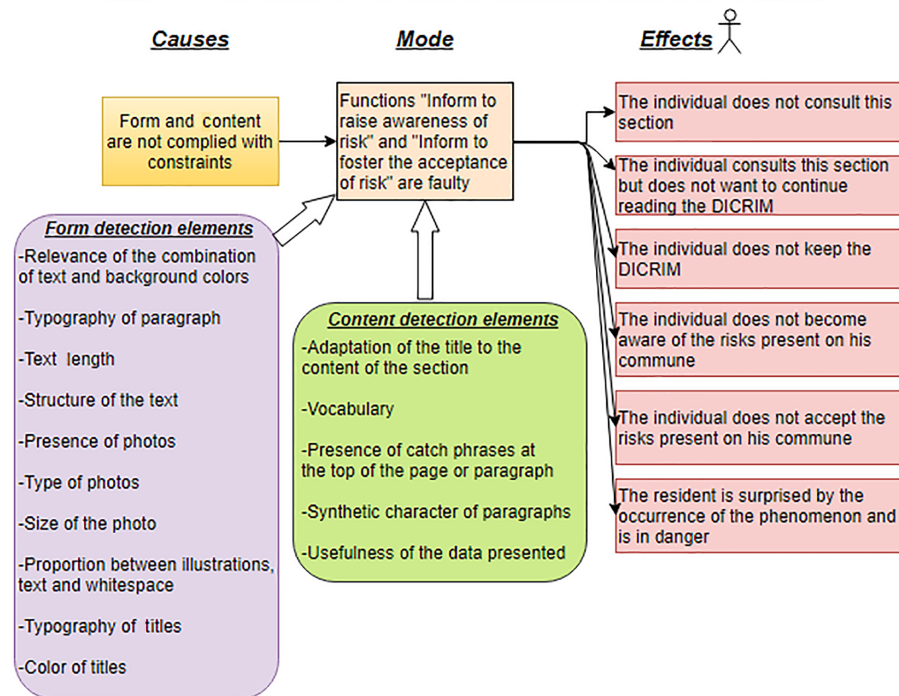 Causes
Mode
Effects
Form and content
are not complied with
constraints
Functions "Inform to
raise awareness of
risk" and "Inform to
foster the acceptance
of risk" are faulty
The individual does not consult this
section
The individual consults this section
but does not want to continue
reading the DICRIM
The individual does not keep the
DICRIM
The individual does not become
aware of the risks present on his
commune
The individual does not accept the
risks present on his commune
The resident is surprised by the
occurrence of the phenomenon and
is in danger
Form detection elements
-Relevance of the combination
of text and background colors
-Typography of paragraph
-Text length
-Structure of the text
-Presence of photos
-Type of photos
-Size of the photo
-Proportion between illustrations,
text and whitespace
-Typography of titles
-Color of titles
Content detection elements
-Adaptation of the title to the
content of the section
-Vocabulary
-Presence of catch phrases at
the top of the page or paragraph
-Synthetic character of paragraphs
-Usefulness of the data presented